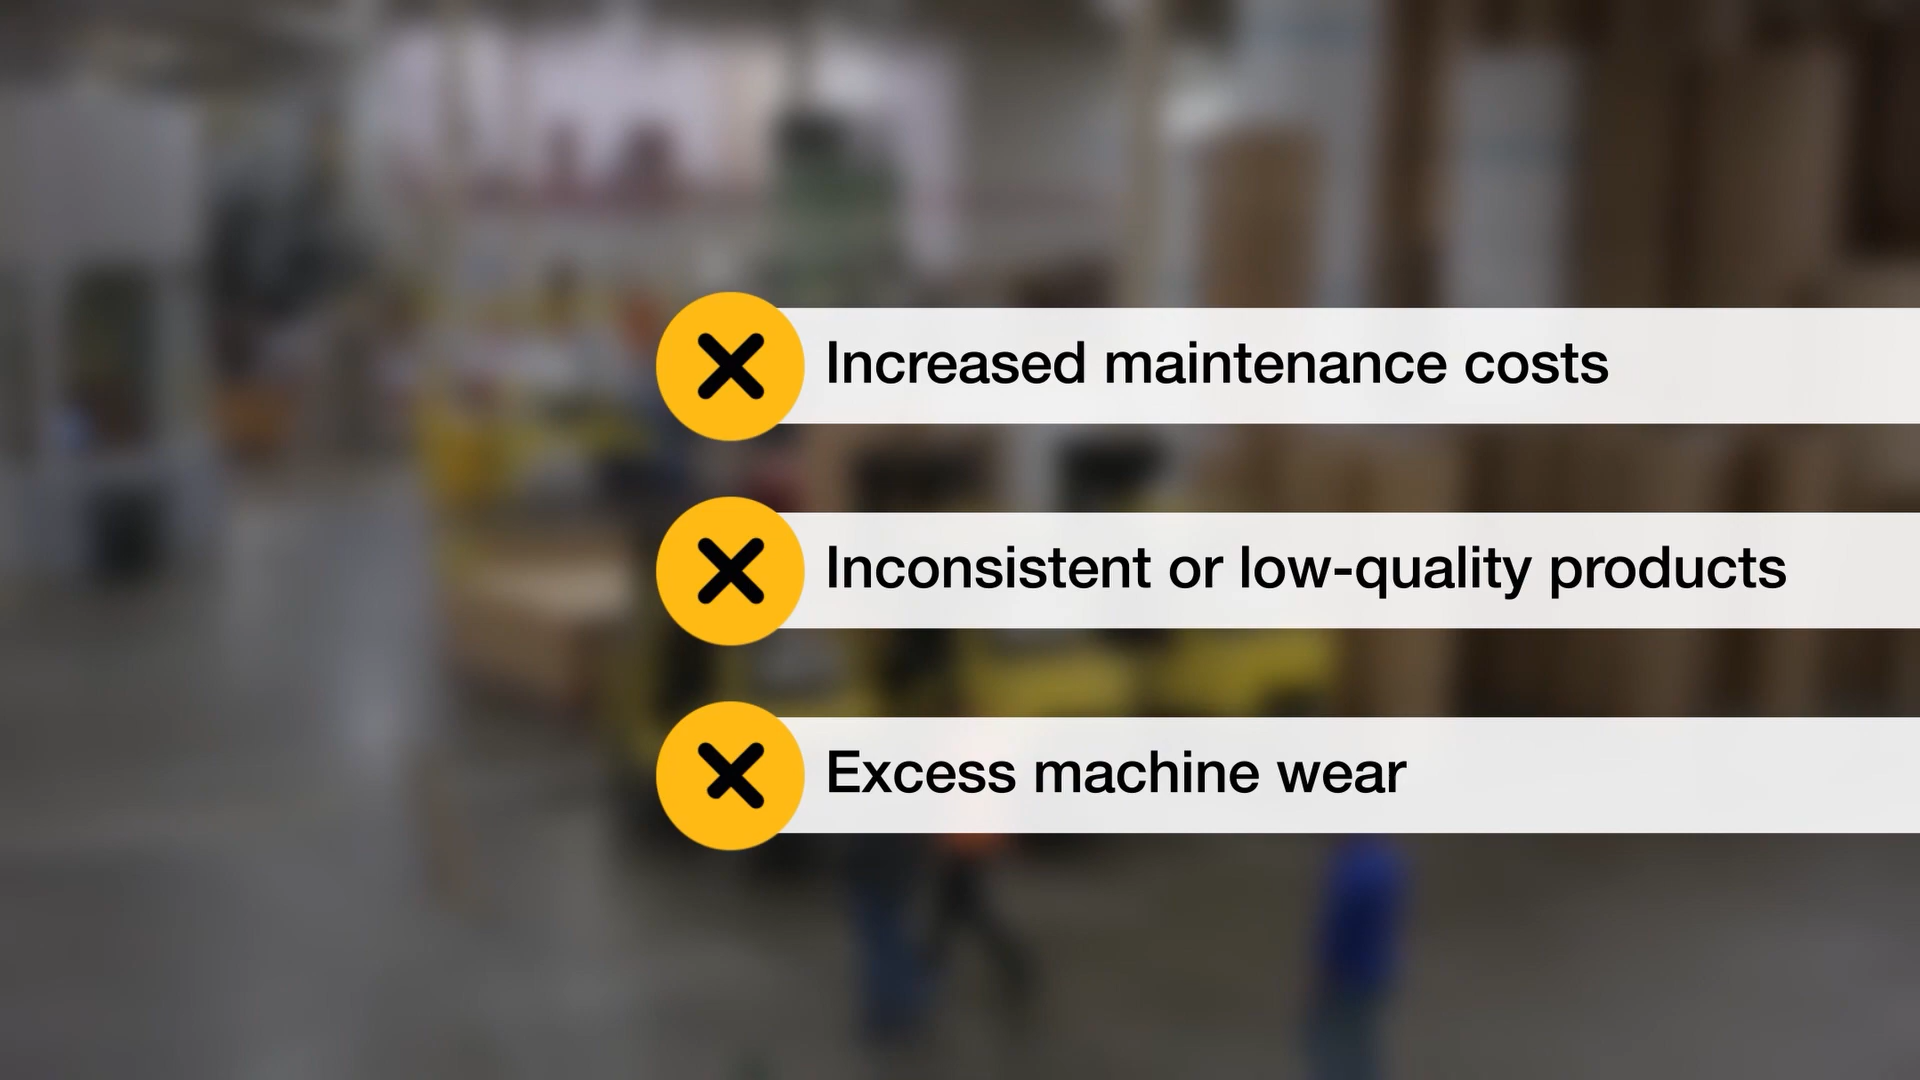 Increased maintenance costs
Inconsistent or low-quality products
Excess machine wear